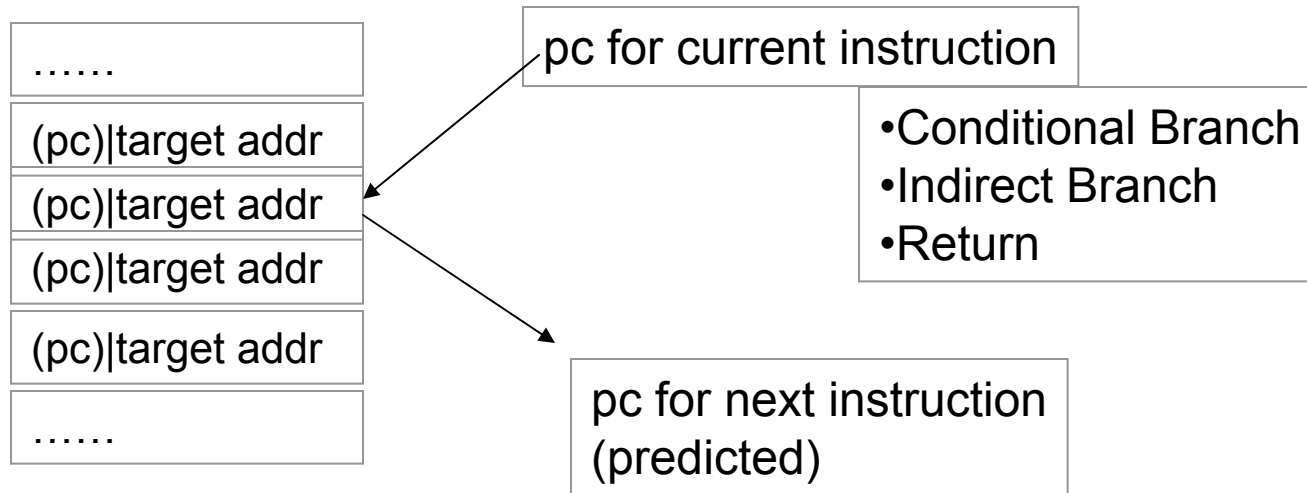 ……
(pc)|target addr
(pc)|target addr
(pc)|target addr
(pc)|target addr
……
pc for current instruction
•Conditional Branch
•Indirect Branch
•Return
pc for next instruction
(predicted)